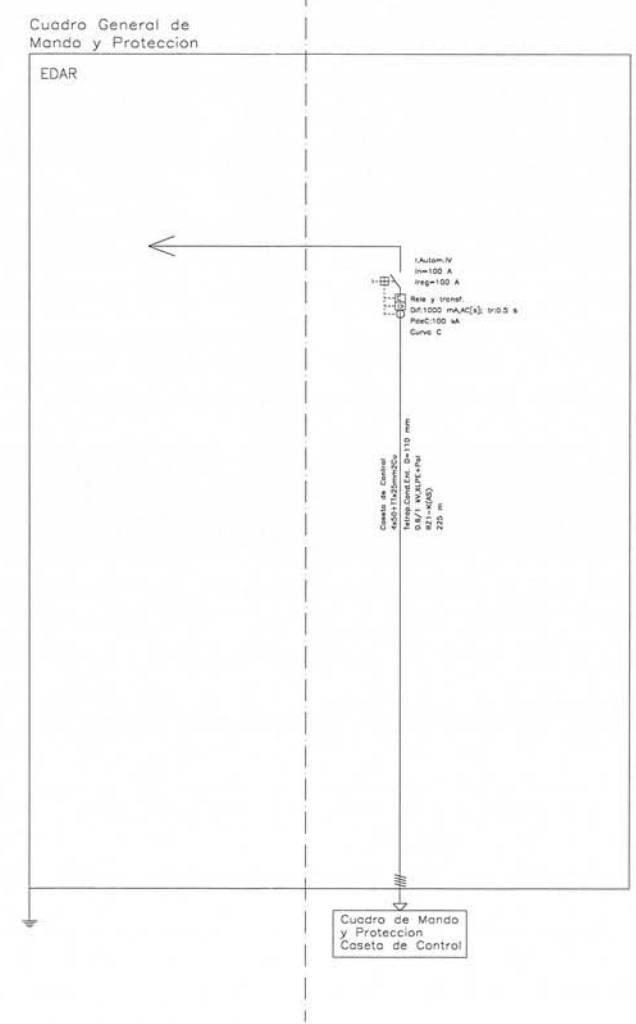 Cuadro General de
Mando y Proteccion
EDAR
I.Autom.IV
In=100 A
Ireg=100 A
Rele y transf.
Dif:1000 mA,AC[s]; tr:0.5 s
PdeC:100 kA
Curva C
Caseta de Control
4x50+TTx25mm2Cu
Tetrap.Cond.Ent. D=110 mm
0.6/1 kV,XLPE+Pol
RZ1-K(AS)
225 m
Cuadro de Mando
y Proteccion
Caseta de Control